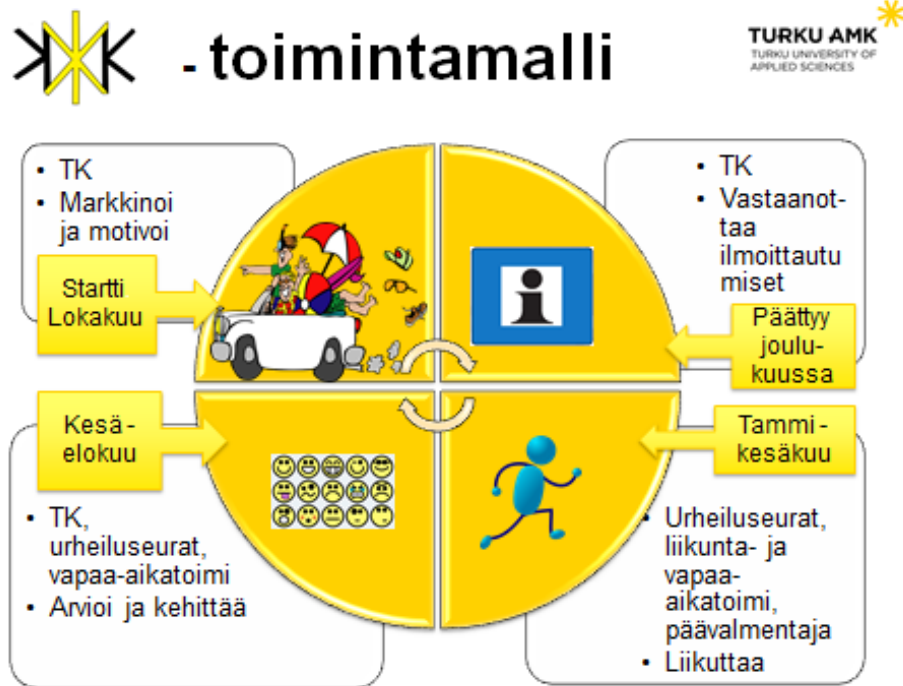 KKK - toimintamalli
TURKU AMK
TURKU UNIVERSITY OF
APPLIED SCIENCES
• TK
• Markkinoi
ja motivoi
Startti
Lokakuu
• TK
• Vastaanot-
taa
ilmoittautu
miset
Päättyy
joulu-
kuussa
i
Kesä -
elokuu
• TK,
urheiluseurat,
vapaa-aikatoimi
• Arvioi ja kehittää
Tammi -
kesäkuu
• Urheiluseurat,
liikunta- ja
vapaa-
aikatoimi,
päävalmentaja
• Liikuttaa